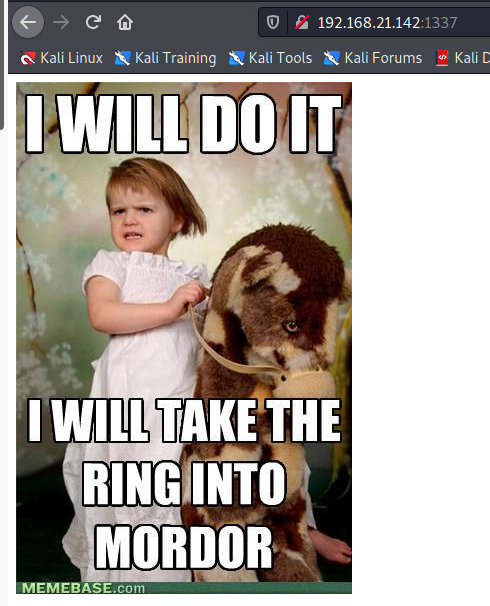 192.168.21.142:1337
Kali Linux Kali Training Kali Tools Kali Forums Kali D
I WILL DO IT
I WILL TAKE THE
RING INTO
MORDOR
MEMEBASE.com